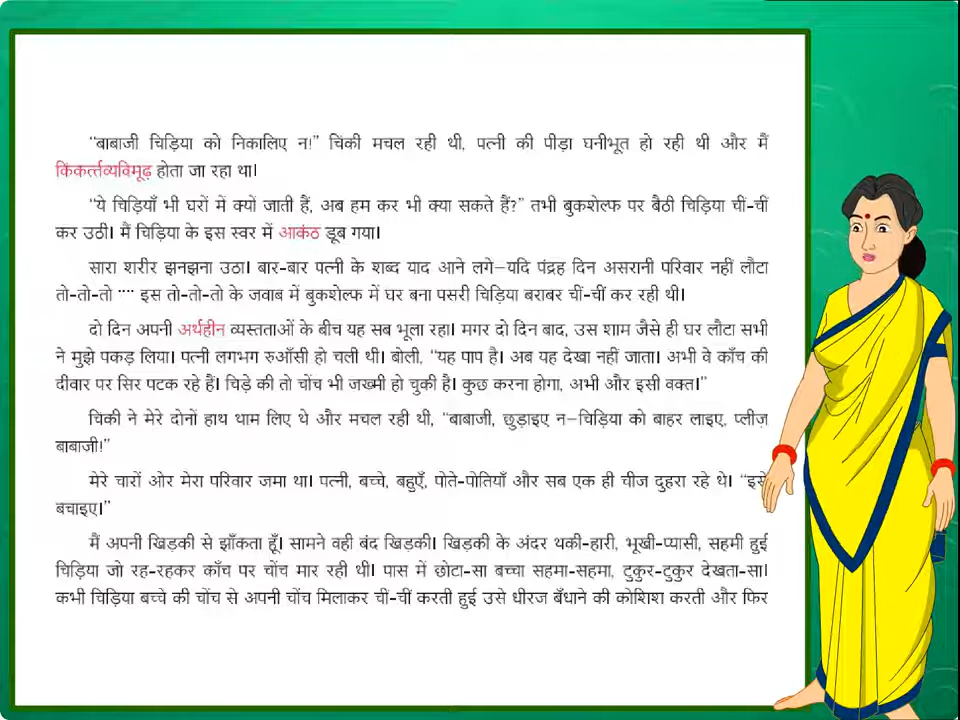 “बाबाजी चिड़िया को निकालिए न!” चिंकी मचल रही थी, पत्नी की पीड़ा घनीभूत हो रही थी और मैं
किंकर्त्तव्यविमूढ़ होता जा रहा था।
“ये चिड़ियाँ भी घरों में क्यों जाती हैं, अब हम कर भी क्या सकते हैं?” तभी बुकशेल्फ पर बैठी चिड़िया चीं-चीं
कर उठी। मैं चिड़िया के इस स्वर में आकंठ डूब गया।
सारा शरीर झनझना उठा। बार-बार पत्नी के शब्द याद आने लगे–यदि पंद्रह दिन असरानी परिवार नहीं लौटा
तो-तो-तो .... इस तो-तो-तो के जवाब में बुकशेल्फ में घर बना पसरी चिड़िया बराबर चीं-चीं कर रही थी।
दो दिन अपनी अर्थहीन व्यस्तताओं के बीच यह सब भूला रहा। मगर दो दिन बाद, उस शाम जैसे ही घर लौटा सभी
ने मुझे पकड़ लिया। पत्नी लगभग रुआँसी हो चली थी। बोली, “यह पाप है। अब यह देखा नहीं जाता। अभी वे काँच की
दीवार पर सिर पटक रहे हैं। चिड़े की तो चोंच भी जख्मी हो चुकी है। कुछ करना होगा, अभी और इसी वक्त।”
चिंकी ने मेरे दोनों हाथ थाम लिए थे और मचल रही थी, “बाबाजी, छुड़ाइए न–चिड़िया को बाहर लाइए, प्लीज़
बाबाजी!”
मेरे चारों ओर मेरा परिवार जमा था। पत्नी, बच्चे, बहुएँ, पोते-पोतियाँ और सब एक ही चीज दुहरा रहे थे। “इसे
बचाइए।”
मैं अपनी खिड़की से झाँकता हूँ। सामने वही बंद खिड़की। खिड़की के अंदर थकी-हारी, भूखी-प्यासी, सहमी हुई
चिड़िया जो रह-रहकर काँच पर चोंच मार रही थी। पास में छोटा-सा बच्चा सहमा-सहमा, टुकुर-टुकुर देखता-सा।
कभी चिड़िया बच्चे की चोंच से अपनी चोंच मिलाकर चीं-चीं करती हुई उसे धीरज बँधाने की कोशिश करती और फिर